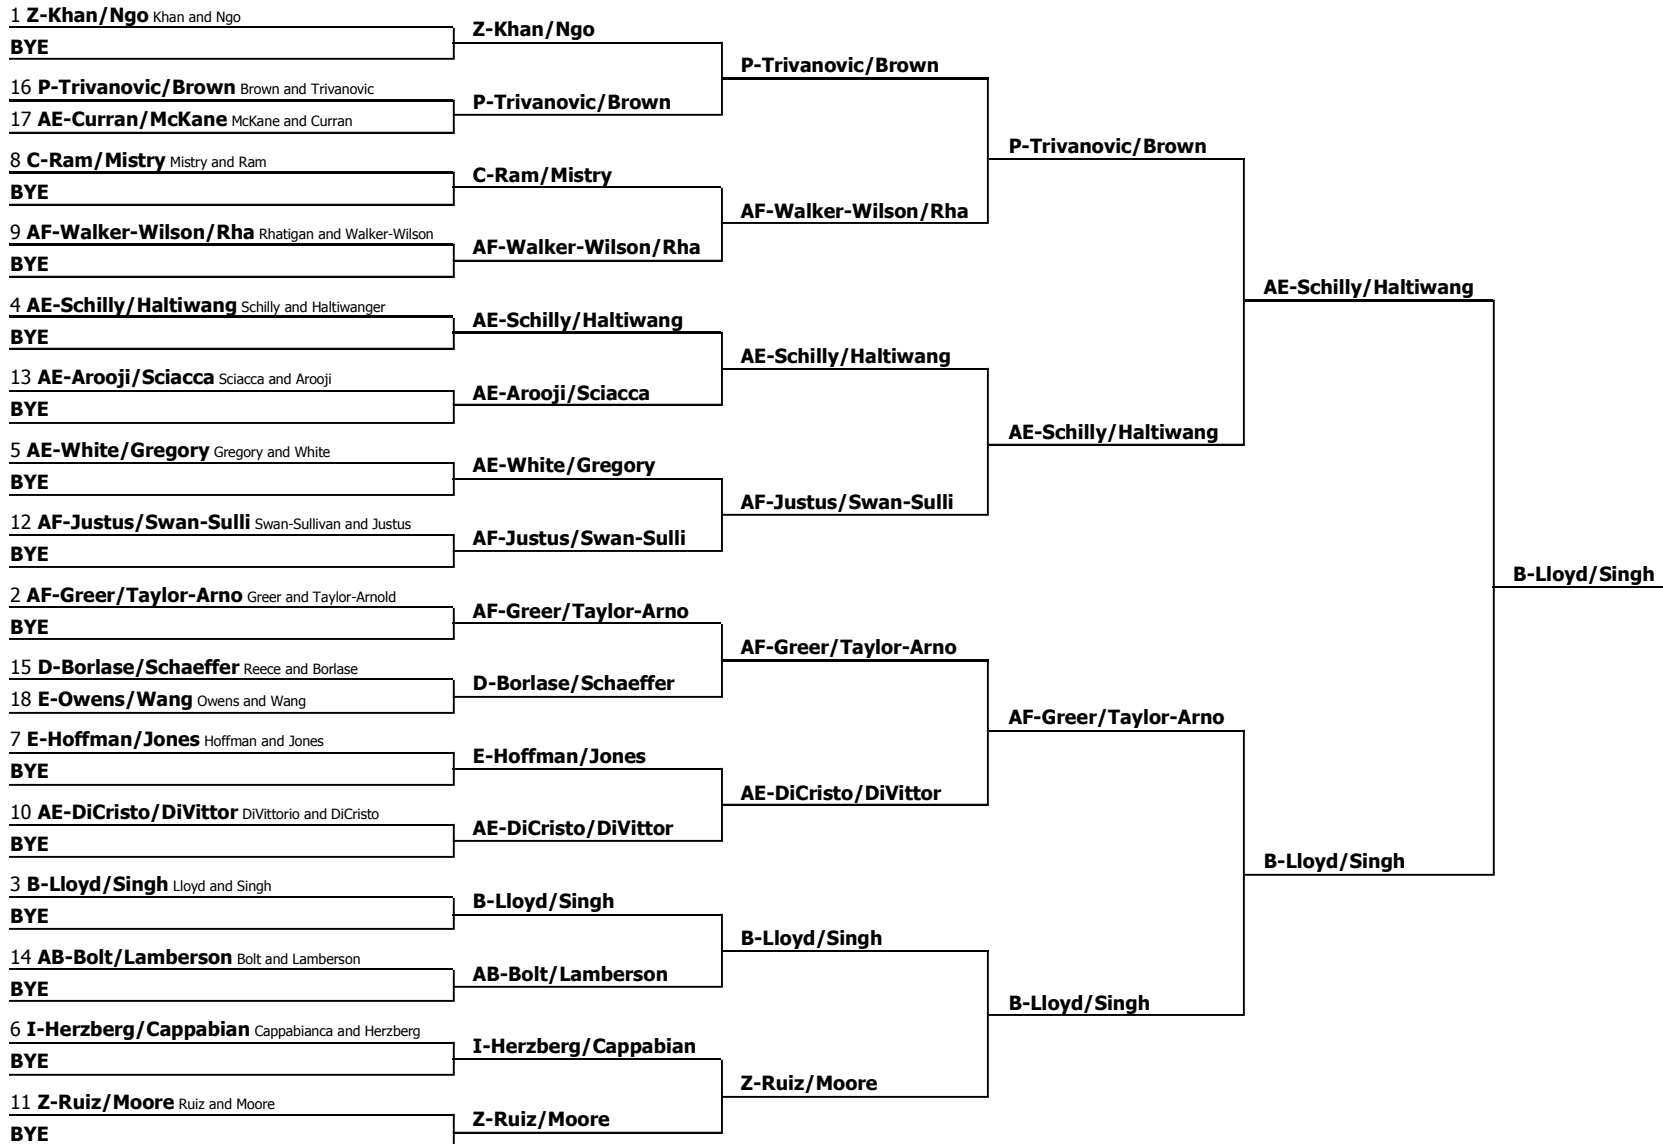 1 Z-Khan/Ngo Khan and Ngo
BYE
16 P-Trivanovic/Brown Brown and Trivanovic
17 AE-Curran/McKane McKane and Curran
8 C-Ram/Mistry Mistry and Ram
BYE
9 AF-Walker-Wilson/Rha Rhatigan and Walker-Wilson
BYE
4 AE-Schilly/Haltiwang Schilly and Haltiwanger
BYE
13 AE-Arooji/Sciacca Sciacca and Arooji
BYE
5 AE-White/Gregory Gregory and White
BYE
12 AF-Justus/Swan-Sulli Swan-Sullivan and Justus
BYE
2 AF-Greer/Taylor-Arno Greer and Taylor-Arnold
BYE
15 D-Borlase/Schaeffer Reece and Borlase
18 E-Owens/Wang Owens and Wang
7 E-Hoffman/Jones Hoffman and Jones
BYE
10 AE-DiCristo/DiVittor DiVittorio and DiCristo
BYE
3 B-Lloyd/Singh Lloyd and Singh
BYE
14 AB-Bolt/Lamberson Bolt and Lamberson
BYE
6 I-Herzberg/Cappabian Cappabianca and Herzberg
BYE
11 Z-Ruiz/Moore Ruiz and Moore
BYE
Z-Khan/Ngo
P-Trivanovic/Brown
C-Ram/Mistry
AF-Walker-Wilson/Rha
AE-Schilly/Haltiwang
AE-Arooji/Sciacca
AE-White/Gregory
AF-Justus/Swan-Sulli
AF-Greer/Taylor-Arno
D-Borlase/Schaeffer
E-Hoffman/Jones
AE-DiCristo/DiVittor
B-Lloyd/Singh
AB-Bolt/Lamberson
I-Herzberg/Cappabian
Z-Ruiz/Moore
P-Trivanovic/Brown
AF-Walker-Wilson/Rha
AE-Schilly/Haltiwang
AF-Justus/Swan-Sulli
AF-Greer/Taylor-Arno
AE-DiCristo/DiVittor
B-Lloyd/Singh
Z-Ruiz/Moore
P-Trivanovic/Brown
AE-Schilly/Haltiwang
AF-Greer/Taylor-Arno
B-Lloyd/Singh
AE-Schilly/Haltiwang
B-Lloyd/Singh
B-Lloyd/Singh